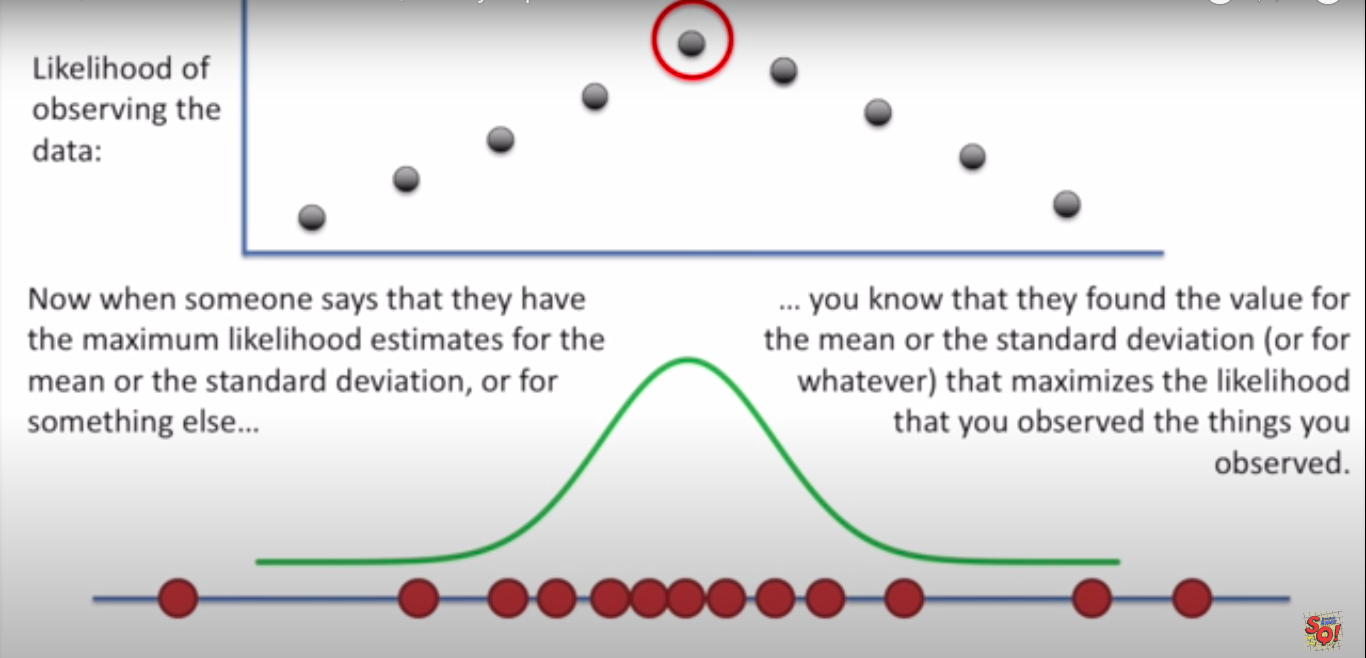 Likelihood of
observing the
data:
Now when someone says that they have
the maximum likelihood estimates for the
mean or the standard deviation, or for
something else...
... you know that they found the value for
the mean or the standard deviation (or for
whatever) that maximizes the likelihood
that you observed the things you
observed.
SQ!